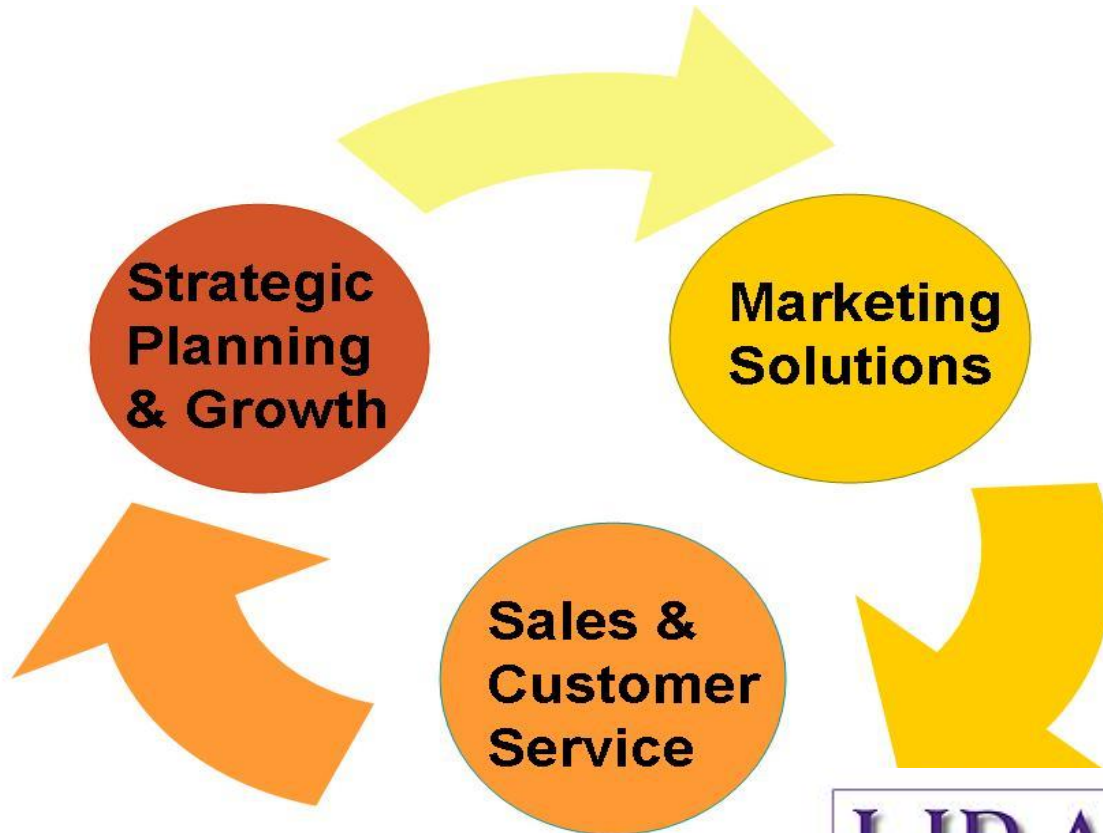 Strategic
Planning
& Growth
Marketing
Solutions
Sales &
Customer
Service